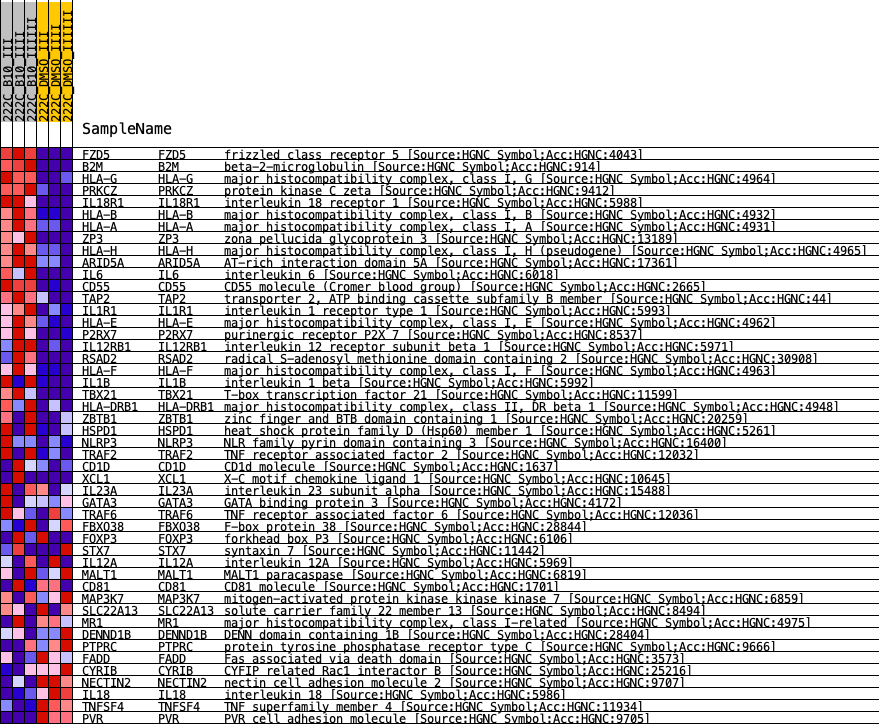 222C_B10_III
222C_B10_IIII
222C_B10_IIIIII
222C_DMSO_III
222C_DMSO_IIII
222C_DMSO_IIIIII
SampleName
FZD5 FZD5 frizzled class receptor 5 [Source:HGNC Symbol;Acc:HGNC:4043]
B2M B2M beta-2-microglobulin [Source:HGNC Symbol;Acc:HGNC:914]
HLA-G HLA-G major histocompatibility complex, class I, G [Source:HGNC Symbol;Acc:HGNC:4964]
PRKCZ PRKCZ protein kinase C zeta [Source:HGNC Symbol;Acc:HGNC:9412]
IL18R1 IL18R1 interleukin 18 receptor 1 [Source:HGNC Symbol;Acc:HGNC:5988]
HLA-B HLA-B major histocompatibility complex, class I, B [Source:HGNC Symbol;Acc:HGNC:4932]
HLA-A HLA-A major histocompatibility complex, class I, A [Source:HGNC Symbol;Acc:HGNC:4931]
ZP3 ZP3 zona pellucida glycoprotein 3 [Source:HGNC Symbol;Acc:HGNC:13189]
HLA-H HLA-H major histocompatibility complex, class I, H (pseudogene) [Source:HGNC Symbol;Acc:HGNC:4965]
ARID5A ARID5A AT-rich interaction domain 5A [Source:HGNC Symbol;Acc:HGNC:17361]
IL6 IL6 interleukin 6 [Source:HGNC Symbol;Acc:HGNC:6018]
CD55 CD55 CD55 molecule (Cromer blood group) [Source:HGNC Symbol;Acc:HGNC:2665]
TAP2 TAP2 transporter 2, ATP binding cassette subfamily B member [Source:HGNC Symbol;Acc:HGNC:44]
IL1R1 IL1R1 interleukin 1 receptor type 1 [Source:HGNC Symbol;Acc:HGNC:5993]
HLA-E HLA-E major histocompatibility complex, class I, E [Source:HGNC Symbol;Acc:HGNC:4962]
P2RX7 P2RX7 purinergic receptor P2X 7 [Source:HGNC Symbol;Acc:HGNC:8537]
IL12RB1 IL12RB1 interleukin 12 receptor subunit beta 1 [Source:HGNC Symbol;Acc:HGNC:5971]
RSAD2 RSAD2 radical S-adenosyl methionine domain containing 2 [Source:HGNC Symbol;Acc:HGNC:30908]
HLA-F HLA-F major histocompatibility complex, class I, F [Source:HGNC Symbol;Acc:HGNC:4963]
IL1B IL1B interleukin 1 beta [Source:HGNC Symbol;Acc:HGNC:5992]
TBX21 TBX21 T-box transcription factor 21 [Source:HGNC Symbol;Acc:HGNC:11599]
HLA-DRB1 HLA-DRB1 major histocompatibility complex, class II, DR beta 1 [Source:HGNC Symbol;Acc:HGNC:4948]
ZBTB1 ZBTB1 zinc finger and BTB domain containing 1 [Source:HGNC Symbol;Acc:HGNC:20259]
HSPD1 HSPD1 heat shock protein family D (Hsp60) member 1 [Source:HGNC Symbol;Acc:HGNC:5261]
NLRP3 NLRP3 NLR family pyrin domain containing 3 [Source:HGNC Symbol;Acc:HGNC:16400]
TRAF2 TRAF2 TNF receptor associated factor 2 [Source:HGNC Symbol;Acc:HGNC:12032]
CD1D CD1D CD1d molecule [Source:HGNC Symbol;Acc:HGNC:1637]
XCL1 XCL1 X-C motif chemokine ligand 1 [Source:HGNC Symbol;Acc:HGNC:10645]
IL23A IL23A interleukin 23 subunit alpha [Source:HGNC Symbol;Acc:HGNC:15488]
GATA3 GATA3 GATA binding protein 3 [Source:HGNC Symbol;Acc:HGNC:4172]
TRAF6 TRAF6 TNF receptor associated factor 6 [Source:HGNC Symbol;Acc:HGNC:12036]
FBXO38 FBXO38 F-box protein 38 [Source:HGNC Symbol;Acc:HGNC:28844]
FOXP3 FOXP3 forkhead box P3 [Source:HGNC Symbol;Acc:HGNC:6106]
STX7 STX7 syntaxin 7 [Source:HGNC Symbol;Acc:HGNC:11442]
IL12A IL12A interleukin 12A [Source:HGNC Symbol;Acc:HGNC:5969]
MALT1 MALT1 MALT1 paracaspase [Source:HGNC Symbol;Acc:HGNC:6819]
CD81 CD81 CD81 molecule [Source:HGNC Symbol;Acc:HGNC:1701]
MAP3K7 MAP3K7 mitogen-activated protein kinase kinase kinase 7 [Source:HGNC Symbol;Acc:HGNC:6859]
SLC22A13 SLC22A13 solute carrier family 22 member 13 [Source:HGNC Symbol;Acc:HGNC:8494]
MR1 MR1 major histocompatibility complex, class I-related [Source:HGNC Symbol;Acc:HGNC:4975]
DENND1B DENND1B DENN domain containing 1B [Source:HGNC Symbol;Acc:HGNC:28404]
PTPRC PTPRC protein tyrosine phosphatase receptor type C [Source:HGNC Symbol;Acc:HGNC:9666]
FADD FADD Fas associated via death domain [Source:HGNC Symbol;Acc:HGNC:3573]
CYRIB CYRIB CYFIP related Rac1 interactor B [Source:HGNC Symbol;Acc:HGNC:25216]
NECTIN2 NECTIN2 nectin cell adhesion molecule 2 [Source:HGNC Symbol;Acc:HGNC:9707]
IL18 IL18 interleukin 18 [Source:HGNC Symbol;Acc:HGNC:5986]
TNFSF4 TNFSF4 TNF superfamily member 4 [Source:HGNC Symbol;Acc:HGNC:11934]
PVR PVR PVR cell adhesion molecule [Source:HGNC Symbol;Acc:HGNC:9705]